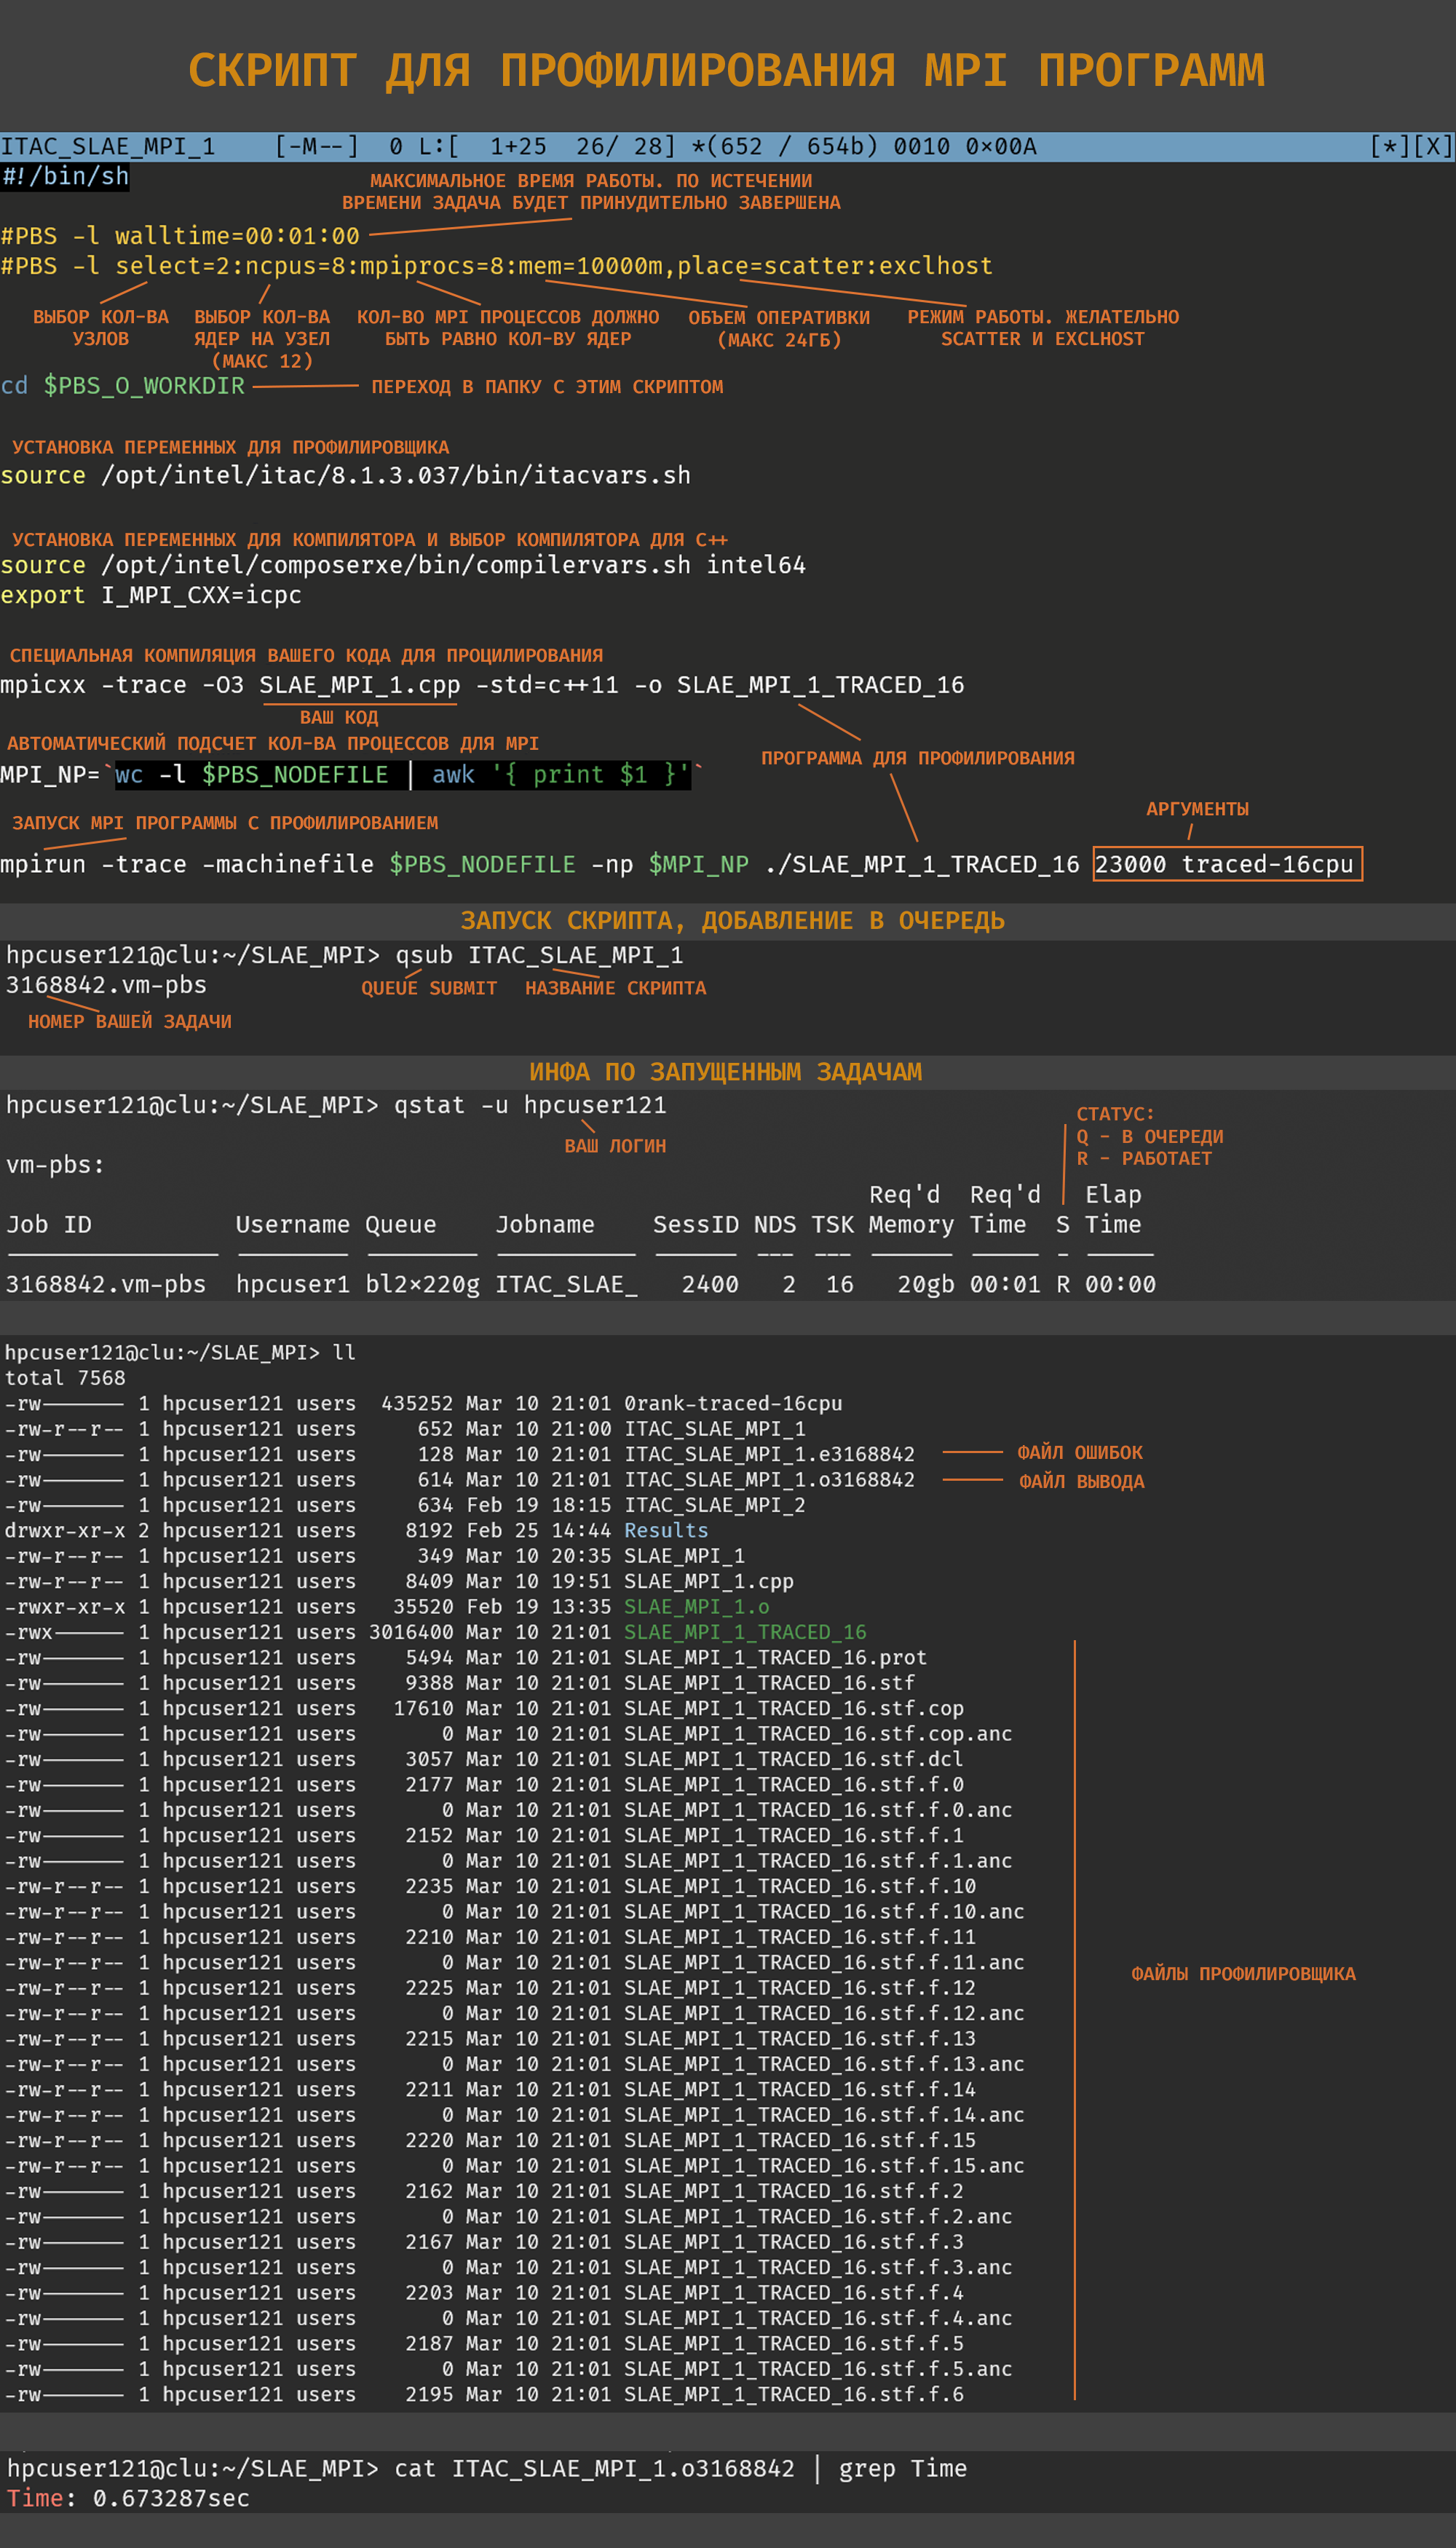 СКРИПТ ДЛЯ ПРОФИЛИРОВАНИЯ MPI ПРОГРАММ
ITAC_SLAE_MPI_1 [-M--] 0 L:[ 1+25 26/ 28] *(652 / 654b) 0010 0×00A [*][X]
#!/bin/sh
МАКСИМАЛЬНОЕ ВРЕМЯ РАБОТЫ. ПО ИСТЕЧЕНИИ
ВРЕМЕНИ ЗАДАЧА БУДЕТ ПРИНУДИТЕЛЬНО ЗАВЕРШЕНА
#PBS -l walltime=00:01:00
#PBS -l select=2:ncpus=8:mpiprocs=8:mem=10000m,place=scatter:exclhost
ВЫБОР КОЛ-ВА ВЫБОР КОЛ-ВА КОЛ-ВО MPI ПРОЦЕССОВ ДОЛЖНО ОБЪЕМ ОПЕРАТИВКИ РЕЖИМ РАБОТЫ. ЖЕЛАТЕЛЬНО
УЗЛОВ ЯДЕР НА УЗЕЛ БЫТЬ РАВНО КОЛ-ВУ ЯДЕР (МАКС 24ГБ) SCATTER И EXCLHOST
(МАКС 12)
cd $PBS_O_WORKDIR ПЕРЕХОД В ПАПКУ С ЭТИМ СКРИПТОМ
УСТАНОВКА ПЕРЕМЕННЫХ ДЛЯ ПРОФИЛИРОВЩИКА
source /opt/intel/itac/8.1.3.037/bin/itacvars.sh
УСТАНОВКА ПЕРЕМЕННЫХ ДЛЯ КОМПИЛЯТОРА И ВЫБОР КОМПИЛЯТОРА ДЛЯ C++
source /opt/intel/composerxe/bin/compilervars.sh intel64
export I_MPI_CXX=icpc
СПЕЦИАЛЬНАЯ КОМПИЛЯЦИЯ ВАШЕГО КОДА ДЛЯ ПРОЦИЛИРОВАНИЯ
mpicxx -trace -O3 SLAE_MPI_1.cpp -std=c++11 -o SLAE_MPI_1_TRACED_16
ВАШ КОД
АВТОМАТИЧЕСКИЙ ПОДСЧЕТ КОЛ-ВА ПРОЦЕССОВ ДЛЯ MPI
ПРОГРАММА ДЛЯ ПРОФИЛИРОВАНИЯ
MPI_NP=`wc -l $PBS_NODEFILE | awk '{ print $1 }'`
АРГУМЕНТЫ
ЗАПУСК MPI ПРОГРАММЫ С ПРОФИЛИРОВАНИЕМ
mpirun -trace -machinefile $PBS_NODEFILE -np $MPI_NP ./SLAE_MPI_1_TRACED_16 23000 traced-16cpu
ЗАПУСК СКРИПТА, ДОБАВЛЕНИЕ В ОЧЕРЕДЬ
hpcuser121@clu:~/SLAE_MPI> qsub ITAC_SLAE_MPI_1
3168842.vm-pbs QUEUE SUBMIT НАЗВАНИЕ СКРИПТА
НОМЕР ВАШЕЙ ЗАДАЧИ
ИНФА ПО ЗАПУЩЕННЫМ ЗАДАЧАМ
hpcuser121@clu:~/SLAE_MPI> qstat -u hpcuser121
СТАТУС:
Q - В ОЧЕРЕДИ
R - РАБОТАЕТ
ВАШ ЛОГИН
vm-pbs:
Req'd Req'd Elap
Job ID Username Queue Jobname SessID NDS TSK Memory Time S Time
3168842.vm-pbs hpcuser1 bl2×220g ITAC_SLAE_ 2400 2 16 20gb 00:01 R 00:00
hpcuser121@clu:~/SLAE_MPI> ll
total 7568
-rw------- 1 hpcuser121 users 435252 Mar 10 21:01 0rank-traced-16cpu
-rw-r--r-- 1 hpcuser121 users 652 Mar 10 21:00 ITAC_SLAE_MPI_1
-rw------- 1 hpcuser121 users 128 Mar 10 21:01 ITAC_SLAE_MPI_1.e3168842 ФАЙЛ ОШИБОК
-rw------- 1 hpcuser121 users 614 Mar 10 21:01 ITAC_SLAE_MPI_1.o3168842 ФАЙЛ ВЫВОДА
-rw------- 1 hpcuser121 users 634 Feb 19 18:15 ITAC_SLAE_MPI_2
drwxr-xr-x 2 hpcuser121 users 8192 Feb 25 14:44 Results
-rw-r--r-- 1 hpcuser121 users 349 Mar 10 20:35 SLAE_MPI_1
-rw-r--r-- 1 hpcuser121 users 8409 Mar 10 19:51 SLAE_MPI_1.cpp
-rwxr-xr-x 1 hpcuser121 users 35520 Feb 19 13:35 SLAE_MPI_1.o
-rwx------ 1 hpcuser121 users 3016400 Mar 10 21:01 SLAE_MPI_1_TRACED_16
-rw------- 1 hpcuser121 users 5494 Mar 10 21:01 SLAE_MPI_1_TRACED_16.prot
-rw------- 1 hpcuser121 users 9388 Mar 10 21:01 SLAE_MPI_1_TRACED_16.stf
-rw------- 1 hpcuser121 users 17610 Mar 10 21:01 SLAE_MPI_1_TRACED_16.stf.cop
-rw------- 1 hpcuser121 users 0 Mar 10 21:01 SLAE_MPI_1_TRACED_16.stf.cop.anc
-rw------- 1 hpcuser121 users 3057 Mar 10 21:01 SLAE_MPI_1_TRACED_16.stf.dcl
-rw------- 1 hpcuser121 users 2177 Mar 10 21:01 SLAE_MPI_1_TRACED_16.stf.f.0
-rw------- 1 hpcuser121 users 0 Mar 10 21:01 SLAE_MPI_1_TRACED_16.stf.f.0.anc
-rw------- 1 hpcuser121 users 2152 Mar 10 21:01 SLAE_MPI_1_TRACED_16.stf.f.1
-rw------- 1 hpcuser121 users 0 Mar 10 21:01 SLAE_MPI_1_TRACED_16.stf.f.1.anc
-rw-r--r-- 1 hpcuser121 users 2235 Mar 10 21:01 SLAE_MPI_1_TRACED_16.stf.f.10
-rw-r--r-- 1 hpcuser121 users 0 Mar 10 21:01 SLAE_MPI_1_TRACED_16.stf.f.10.anc
-rw-r--r-- 1 hpcuser121 users 2210 Mar 10 21:01 SLAE_MPI_1_TRACED_16.stf.f.11
-rw-r--r-- 1 hpcuser121 users 0 Mar 10 21:01 SLAE_MPI_1_TRACED_16.stf.f.11.anc
ФАЙЛЫ ПРОФИЛИРОВЩИКА
-rw-r--r-- 1 hpcuser121 users 2225 Mar 10 21:01 SLAE_MPI_1_TRACED_16.stf.f.12
-rw-r--r-- 1 hpcuser121 users 0 Mar 10 21:01 SLAE_MPI_1_TRACED_16.stf.f.12.anc
-rw-r--r-- 1 hpcuser121 users 2215 Mar 10 21:01 SLAE_MPI_1_TRACED_16.stf.f.13
-rw-r--r-- 1 hpcuser121 users 0 Mar 10 21:01 SLAE_MPI_1_TRACED_16.stf.f.13.anc
-rw-r--r-- 1 hpcuser121 users 2211 Mar 10 21:01 SLAE_MPI_1_TRACED_16.stf.f.14
-rw-r--r-- 1 hpcuser121 users 0 Mar 10 21:01 SLAE_MPI_1_TRACED_16.stf.f.14.anc
-rw-r--r-- 1 hpcuser121 users 2220 Mar 10 21:01 SLAE_MPI_1_TRACED_16.stf.f.15
-rw-r--r-- 1 hpcuser121 users 0 Mar 10 21:01 SLAE_MPI_1_TRACED_16.stf.f.15.anc
-rw------- 1 hpcuser121 users 2162 Mar 10 21:01 SLAE_MPI_1_TRACED_16.stf.f.2
-rw------- 1 hpcuser121 users 0 Mar 10 21:01 SLAE_MPI_1_TRACED_16.stf.f.2.anc
-rw------- 1 hpcuser121 users 2167 Mar 10 21:01 SLAE_MPI_1_TRACED_16.stf.f.3
-rw------- 1 hpcuser121 users 0 Mar 10 21:01 SLAE_MPI_1_TRACED_16.stf.f.3.anc
-rw------- 1 hpcuser121 users 2203 Mar 10 21:01 SLAE_MPI_1_TRACED_16.stf.f.4
-rw------- 1 hpcuser121 users 0 Mar 10 21:01 SLAE_MPI_1_TRACED_16.stf.f.4.anc
-rw------- 1 hpcuser121 users 2187 Mar 10 21:01 SLAE_MPI_1_TRACED_16.stf.f.5
-rw------- 1 hpcuser121 users 0 Mar 10 21:01 SLAE_MPI_1_TRACED_16.stf.f.5.anc
-rw------- 1 hpcuser121 users 2195 Mar 10 21:01 SLAE_MPI_1_TRACED_16.stf.f.6
hpcuser121@clu:~/SLAE_MPI> cat ITAC_SLAE_MPI_1.o3168842 | grep Time
Time: 0.673287sec